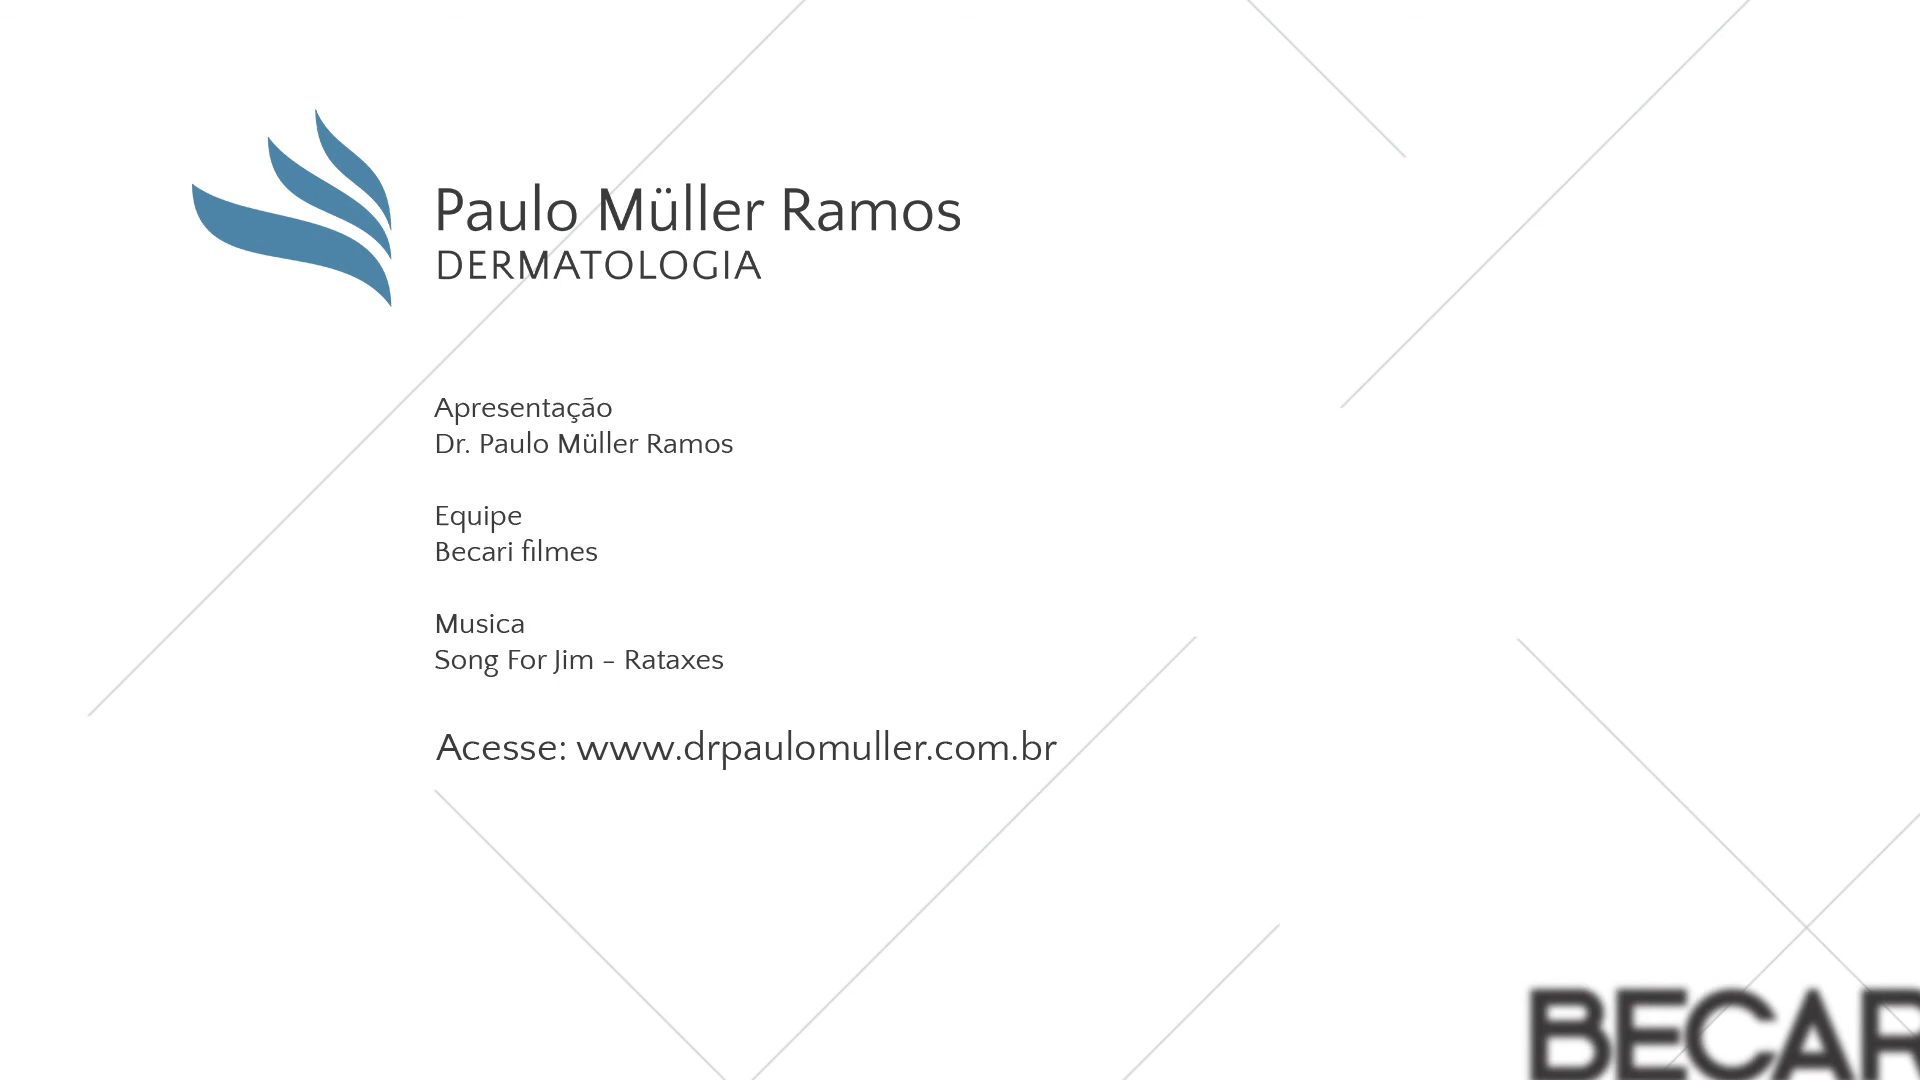 Paulo Müller Ramos
DERMATOLOGIA
Apresentação
Dr. Paulo Müller Ramos
Equipe
Becari filmes
Musica
Song For Jim - Rataxes
Acesse: www.drpaulomuller.com.br
BECAR